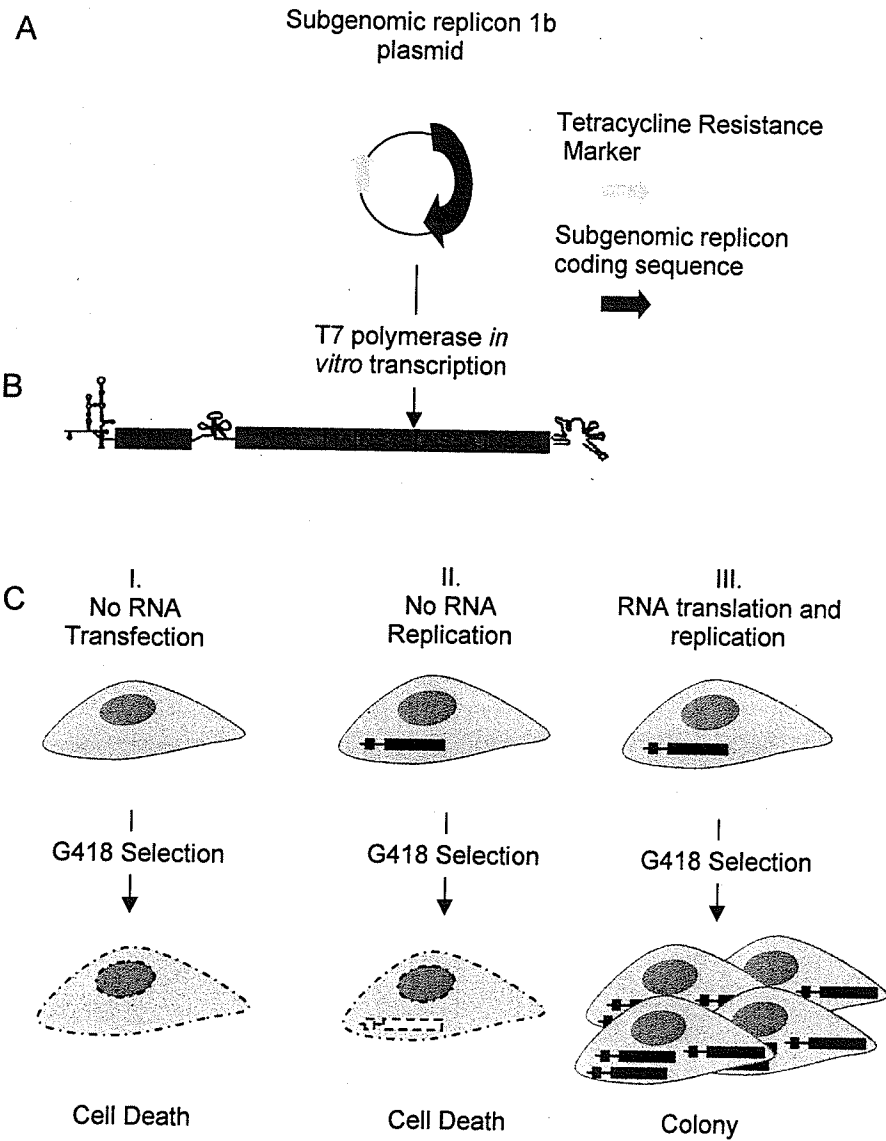 A
Subgenomic replicon 1b
plasmid
Tetracycline Resistance
Marker
Subgenomic replicon
coding sequence
T7 polymerase in
vitro transcription
B
C
I.
No RNA
Transfection
II.
No RNA
Replication
III.
RNA translation and
replication
G418 Selection
G418 Selection
G418 Selection
Cell Death
Cell Death
Colony